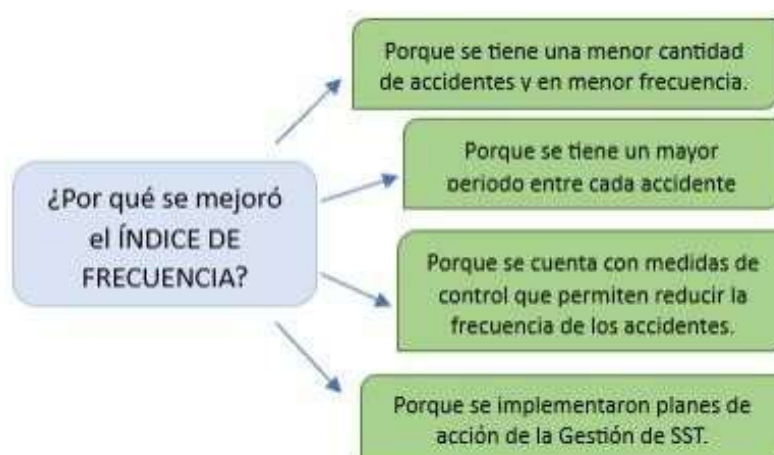 Porque se tiene una menor cantidad
de accidentes y en menor frecuencia.
Porque se tiene un mayor
periodo entre cada accidente
¿Por qué se mejoró
el ÍNDICE DE
FRECUENCIA?
Porque se cuenta con medidas de
control que permiten reducir la
frecuencia de los accidentes.
Porque se implementaron planes de
acción de la Gestión de SST.